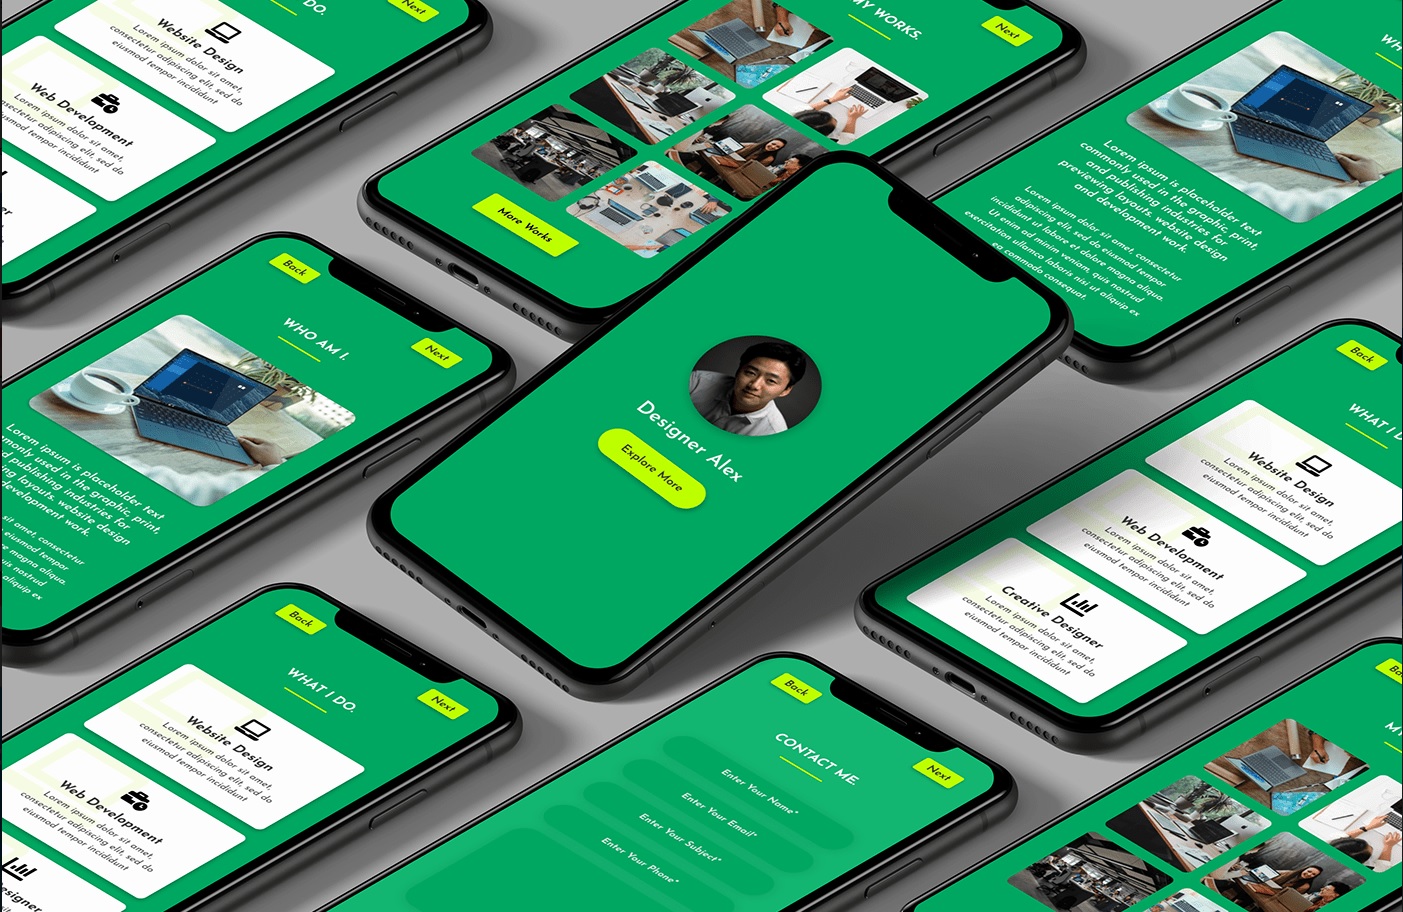 DO.
Next
Website Design
Lorem ipsum dolor sit amet,
consectetur adipiscing elit, sed do
eiusmod tempor incididunt
Web Development
Lorem ipsum dolor sit amet,
consectetur adipiscing elit, sed do
eiusmod tempor incididunt
MY WORKS.
Next
More Works
WH
Lorem ipsum is placeholder text
commonly used in the graphic, print,
and publishing industries for
previewing layouts. website design
and development work.
Lorem ipsum dolor sit amet, consectetur
adipiscing elit, sed do eiusmod tempor
incididunt ut labore et dolore magna aliqua.
Ut enim ad minim veniam, quis nostrud
exercitation ullamco laboris nisi ut aliquip ex
ea commodo consequat.
Back
WHO AM I.
Next
Lorem ipsum is placeholder text
monly used in the graphic, print,
d publishing industries for
ing layouts. website design
development work.
sit amet, consectetur
eiusmod tempor
re magna aliqua.
uis nostrud
aliquip ex
Designer Alex
Explore More
Back
WHAT I D
Website Design
Lorem ipsum dolor sit amet,
consectetur adipiscing elit, sed do
eiusmod tempor incididunt
Web Development
Lorem ipsum dolor sit amet,
consectetur adipiscing elit, sed do
eiusmod tempor incididunt
Creative Designer
Lorem ipsum dolor sit amet,
consectetur adipiscing elit, sed do
eiusmod tempor incididunt
Back
WHAT I DO.
Next
Website Design
Lorem ipsum dolor sit amet,
consectetur adipiscing elit, sed do
eiusmod tempor incididunt
Web Development
Lorem ipsum dolor sit amet,
consectetur adipiscing elit, sed do
eiusmod tempor incididunt
esigner
Back
CONTACT ME
Next
Enter Your Name*
Enter Your Email*
Enter Your Subject*
Enter Your Phone*
Back
MY